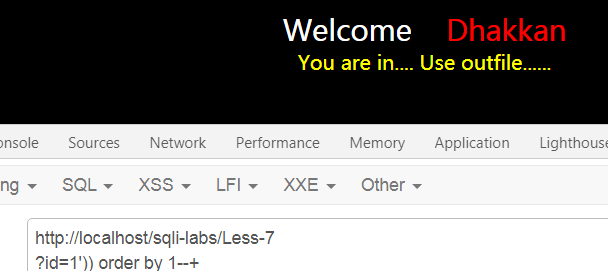 Welcome Dhakkan
You are in.... Use outfile......
onsole Sources Network Performance Memory Application Lighthouse
ng SQL XSS LFI XXE Other
http://localhost/sqli-labs/Less-7
?id=1')) order by 1--+